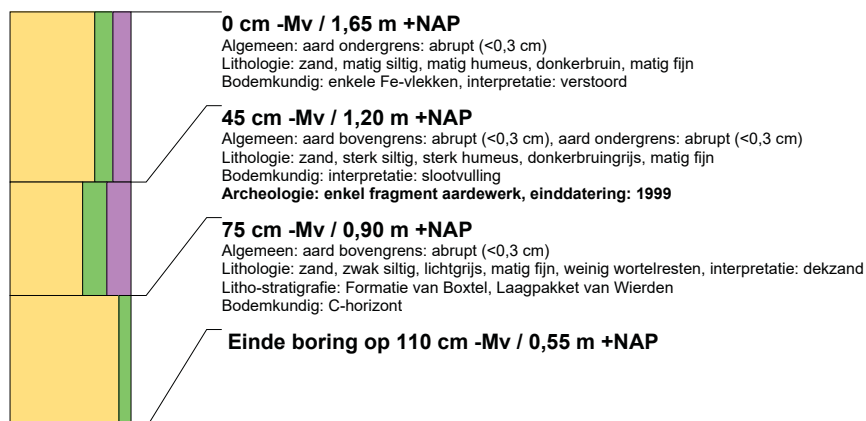 0 cm -Mv / 1,65 m +NAP
Algemeen: aard ondergrens: abrupt (<0,3 cm)
Lithologie: zand, matig siltig, matig humeus, donkerbruin, matig fijn
Bodemkundig: enkele Fe-vlekken, interpretatie: verstoord
45 cm -Mv / 1,20 m +NAP
Algemeen: aard bovengrens: abrupt (<0,3 cm), aard ondergrens: abrupt (<0,3 cm)
Lithologie: zand, sterk siltig, sterk humeus, donkerbruingrijs, matig fijn
Bodemkundig: interpretatie: slootvulling
Archeologie: enkel fragment aardewerk, einddatering: 1999
75 cm -Mv / 0,90 m +NAP
Algemeen: aard bovengrens: abrupt (<0,3 cm)
Lithologie: zand, zwak siltig, lichtgrijs, matig fijn, weinig wortelresten, interpretatie: dekzand
Litho-stratigrafie: Formatie van Boxtel, Laagpakket van Wierden
Bodemkundig: C-horizont
Einde boring op 110 cm -Mv / 0,55 m +NAP